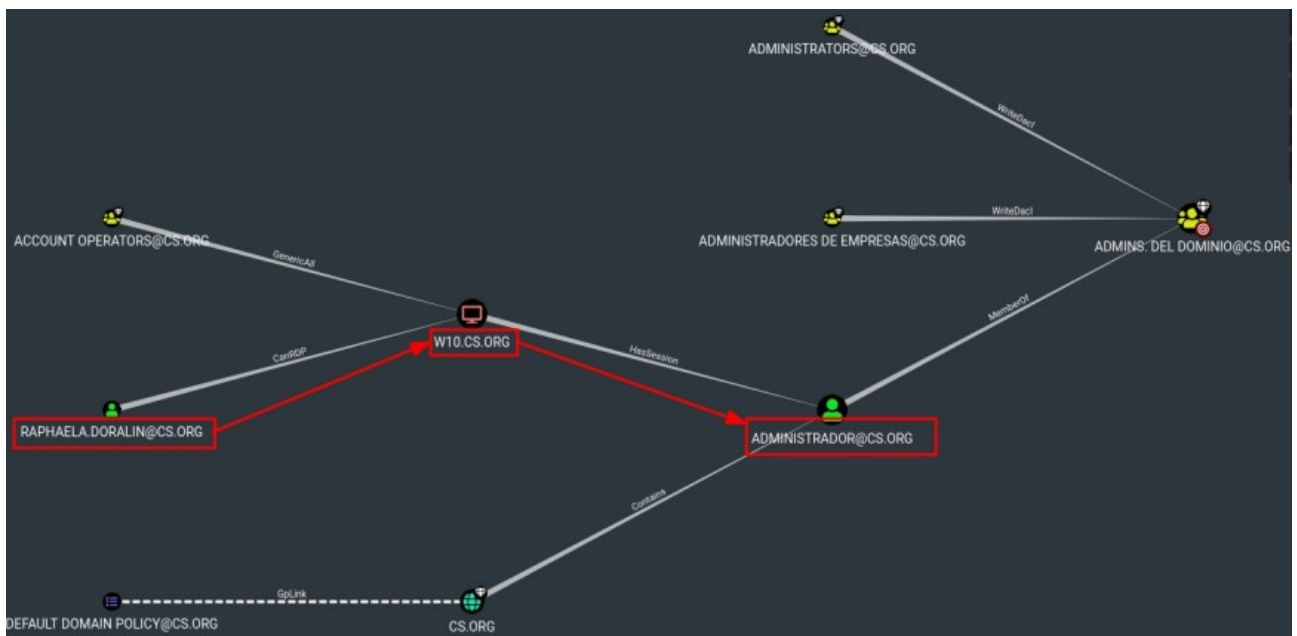 ADMINISTRATORS@CS.ORG
WriteDacl
WriteDacl
ACCOUNT OPERATORS@CS.ORG
ADMINISTRADORES DE EMPRESAS@CS.ORG
ADMINS. DEL DOMINIO@CS.ORG
GenericAll
MemberOf
W10.CS.ORG
HasSession
CanRDP
RAPHAELA.DORALIN@CS.ORG
ADMINISTRADOR@CS.ORG
Contains
GpLink
DEFAULT DOMAIN POLICY@CS.ORG
CS.ORG